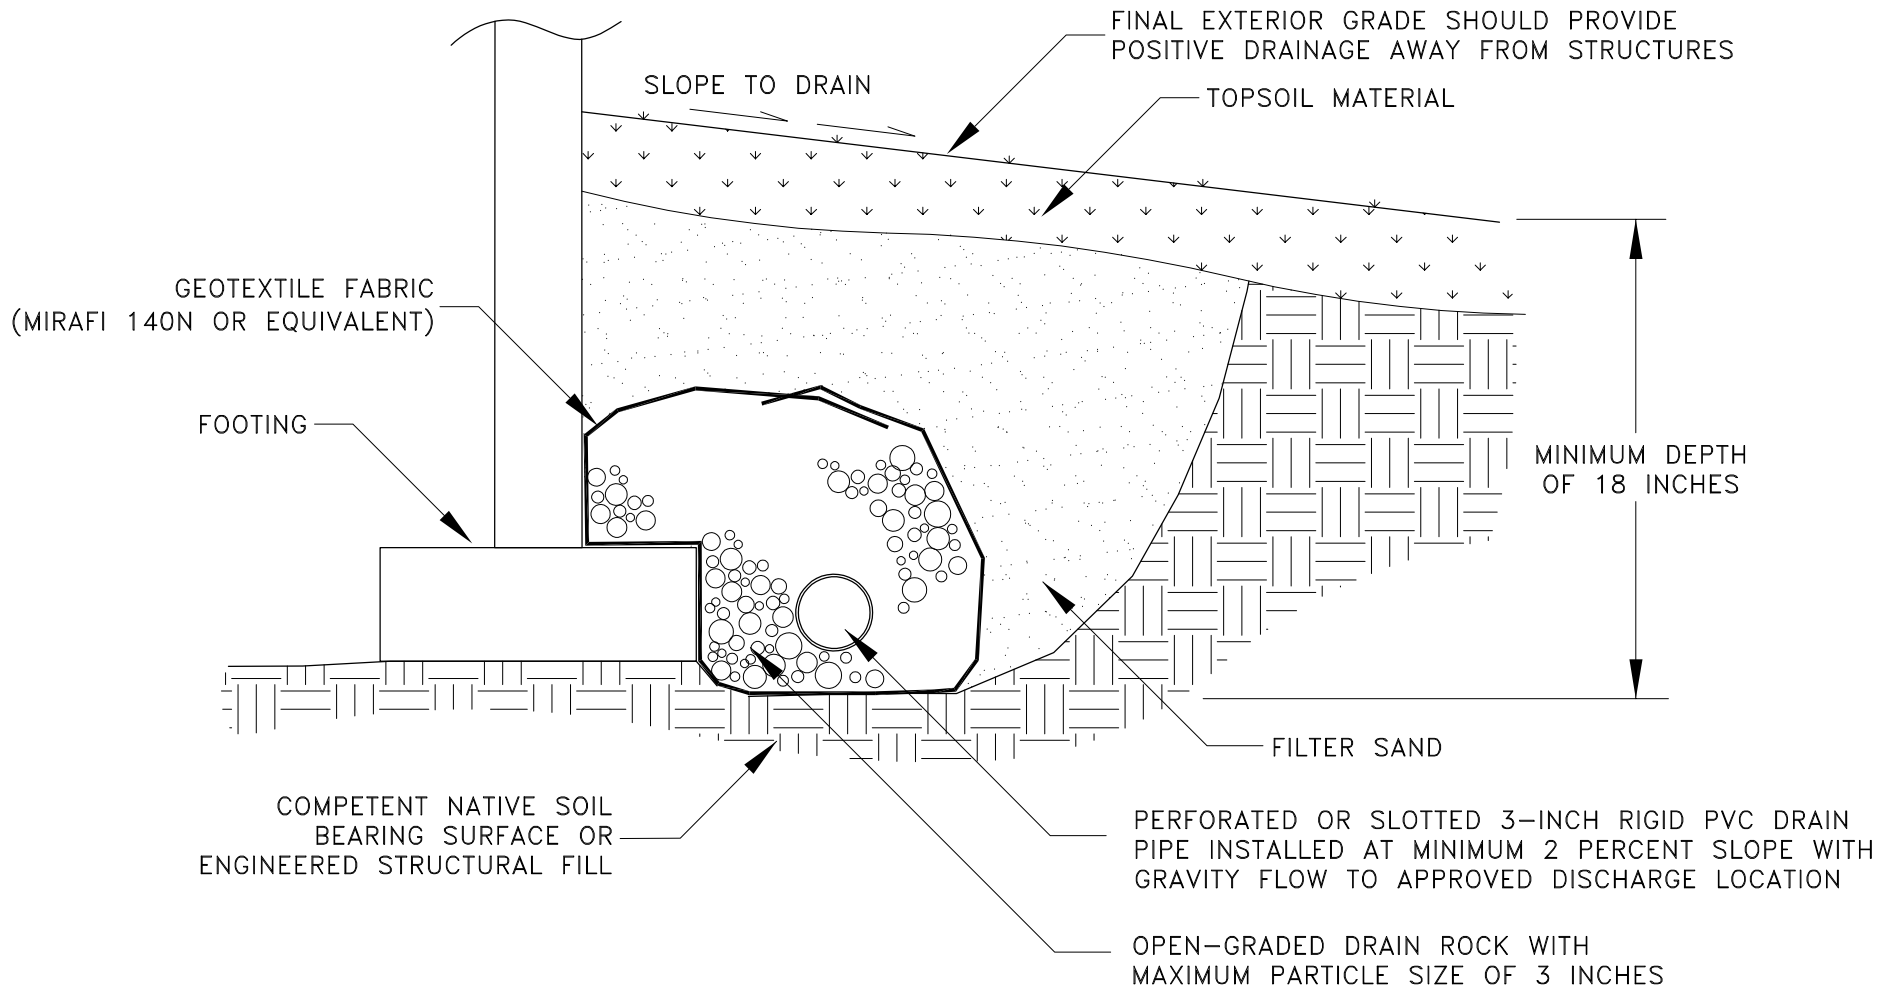 FINAL EXTERIOR GRADE SHOULD PROVIDE
POSITIVE DRAINAGE AWAY FROM STRUCTURES
SLOPE TO DRAIN
TOPSOIL MATERIAL
GEOTEXTILE FABRIC
(MIRAFI 140N OR EQUIVALENT)
FOOTING
MINIMUM DEPTH
OF 18 INCHES
FILTER SAND
COMPETENT NATIVE SOIL
BEARING SURFACE OR
ENGINEERED STRUCTURAL FILL
PERFORATED OR SLOTTED 3-INCH RIGID PVC DRAIN
PIPE INSTALLED AT MINIMUM 2 PERCENT SLOPE WITH
GRAVITY FLOW TO APPROVED DISCHARGE LOCATION
OPEN-GRADED DRAIN ROCK WITH
MAXIMUM PARTICLE SIZE OF 3 INCHES